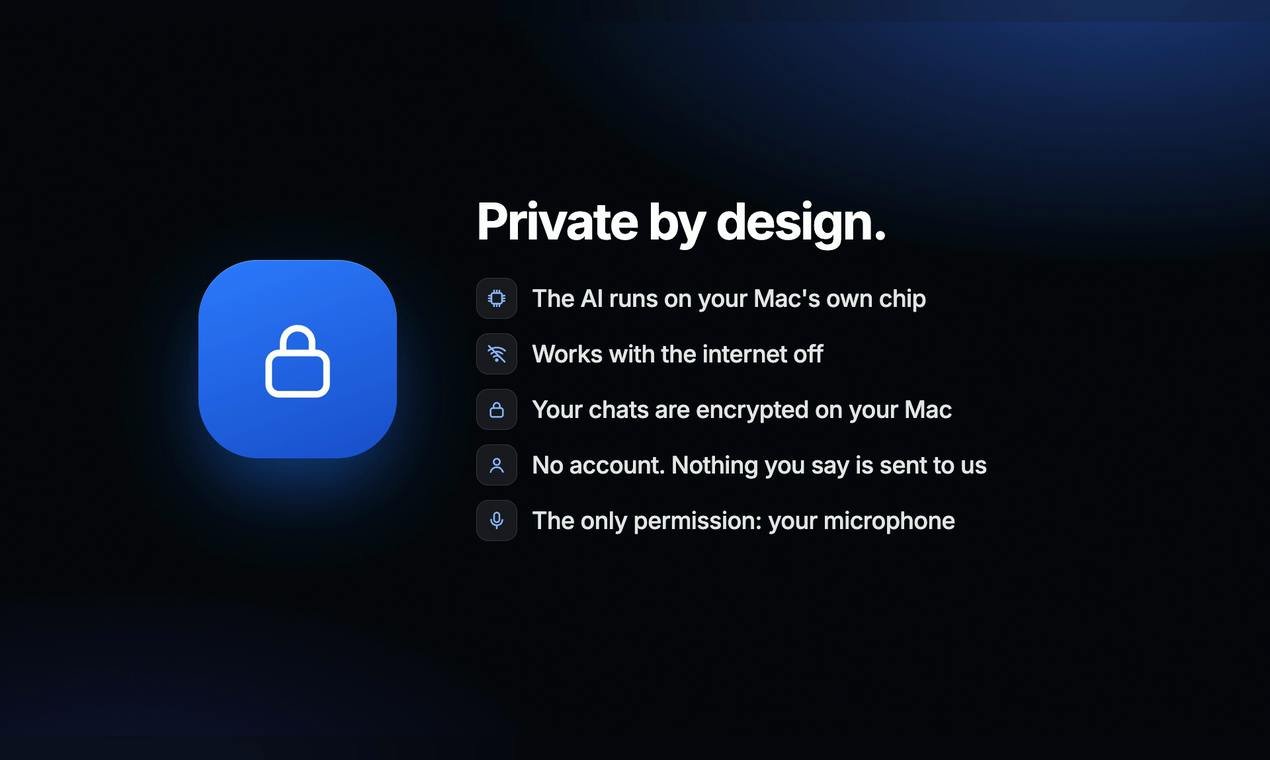 Private by design.
The AI runs on your Mac's own chip
Works with the internet off
Your chats are encrypted on your Mac
No account. Nothing you say is sent to us
The only permission: your microphone